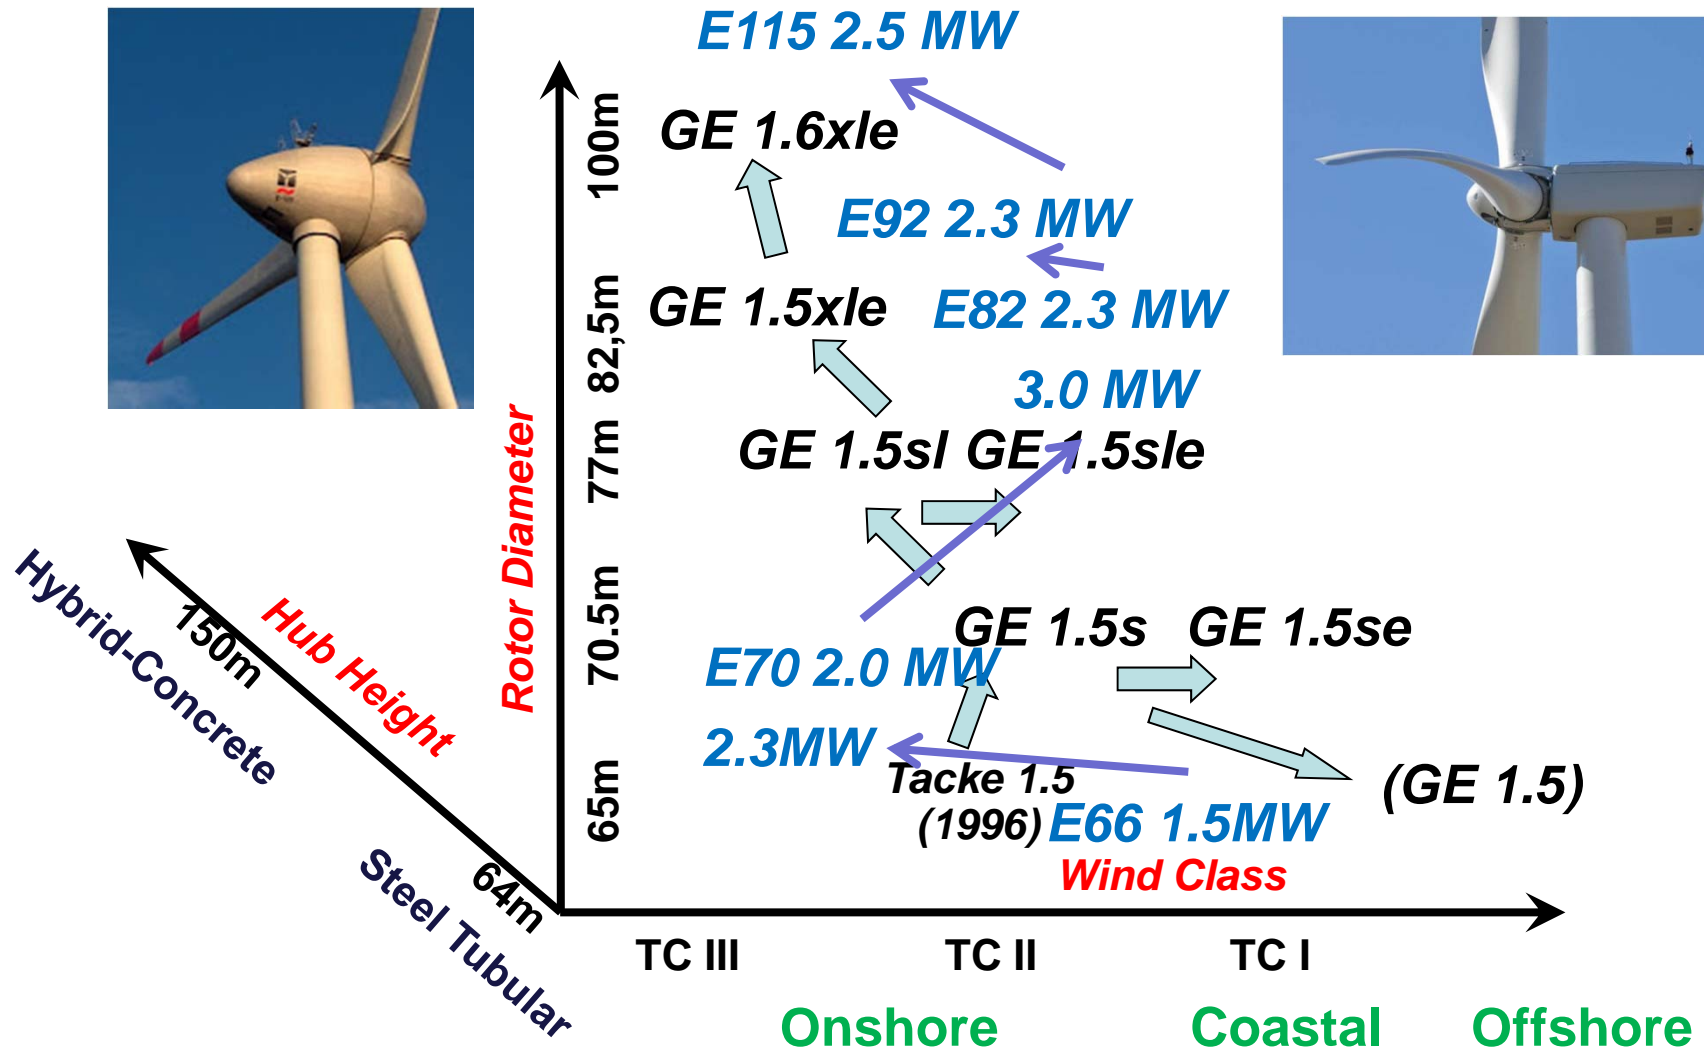 E115 2.5 MW
100m
GE 1.6xle
E92 2.3 MW
82,5m
GE 1.5xle
E82 2.3 MW
3.0 MW
77m
GE 1.5sl
GE 1.5sle
Rotor Diameter
70.5m
GE 1.5s
GE 1.5se
E70 2.0 MW
2.3MW
Tacke 1.5
(1996)
(GE 1.5)
65m
E66 1.5MW
Wind Class
Hybrid-Concrete
150m
Hub Height
64m
Steel Tubular
TC III
TC II
TC I
Onshore
Coastal
Offshore